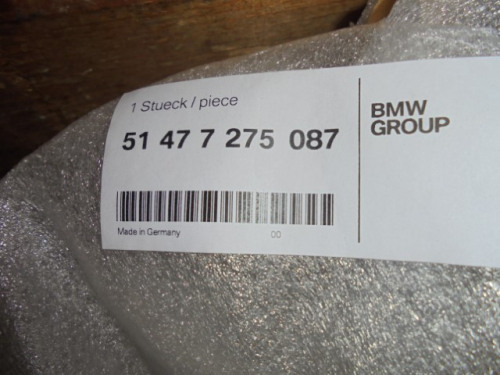 1 Stueck / piece
51 47 7 275 087
Made in Germany 00
BMW
GROUP